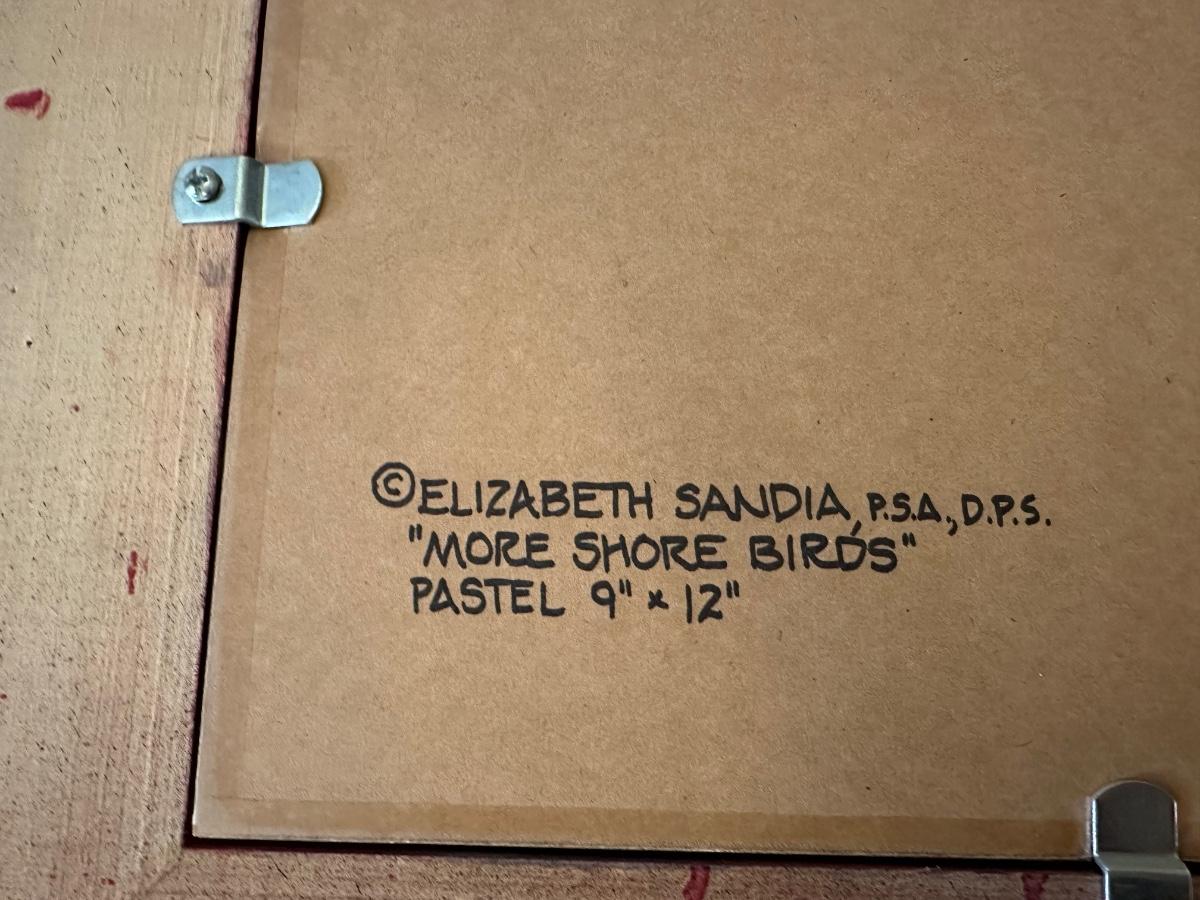 ©ELIZABETH SANDIA, P.S.A., D.P.S.
"MORE SHORE BIRDS"
PASTEL 9" x 12"